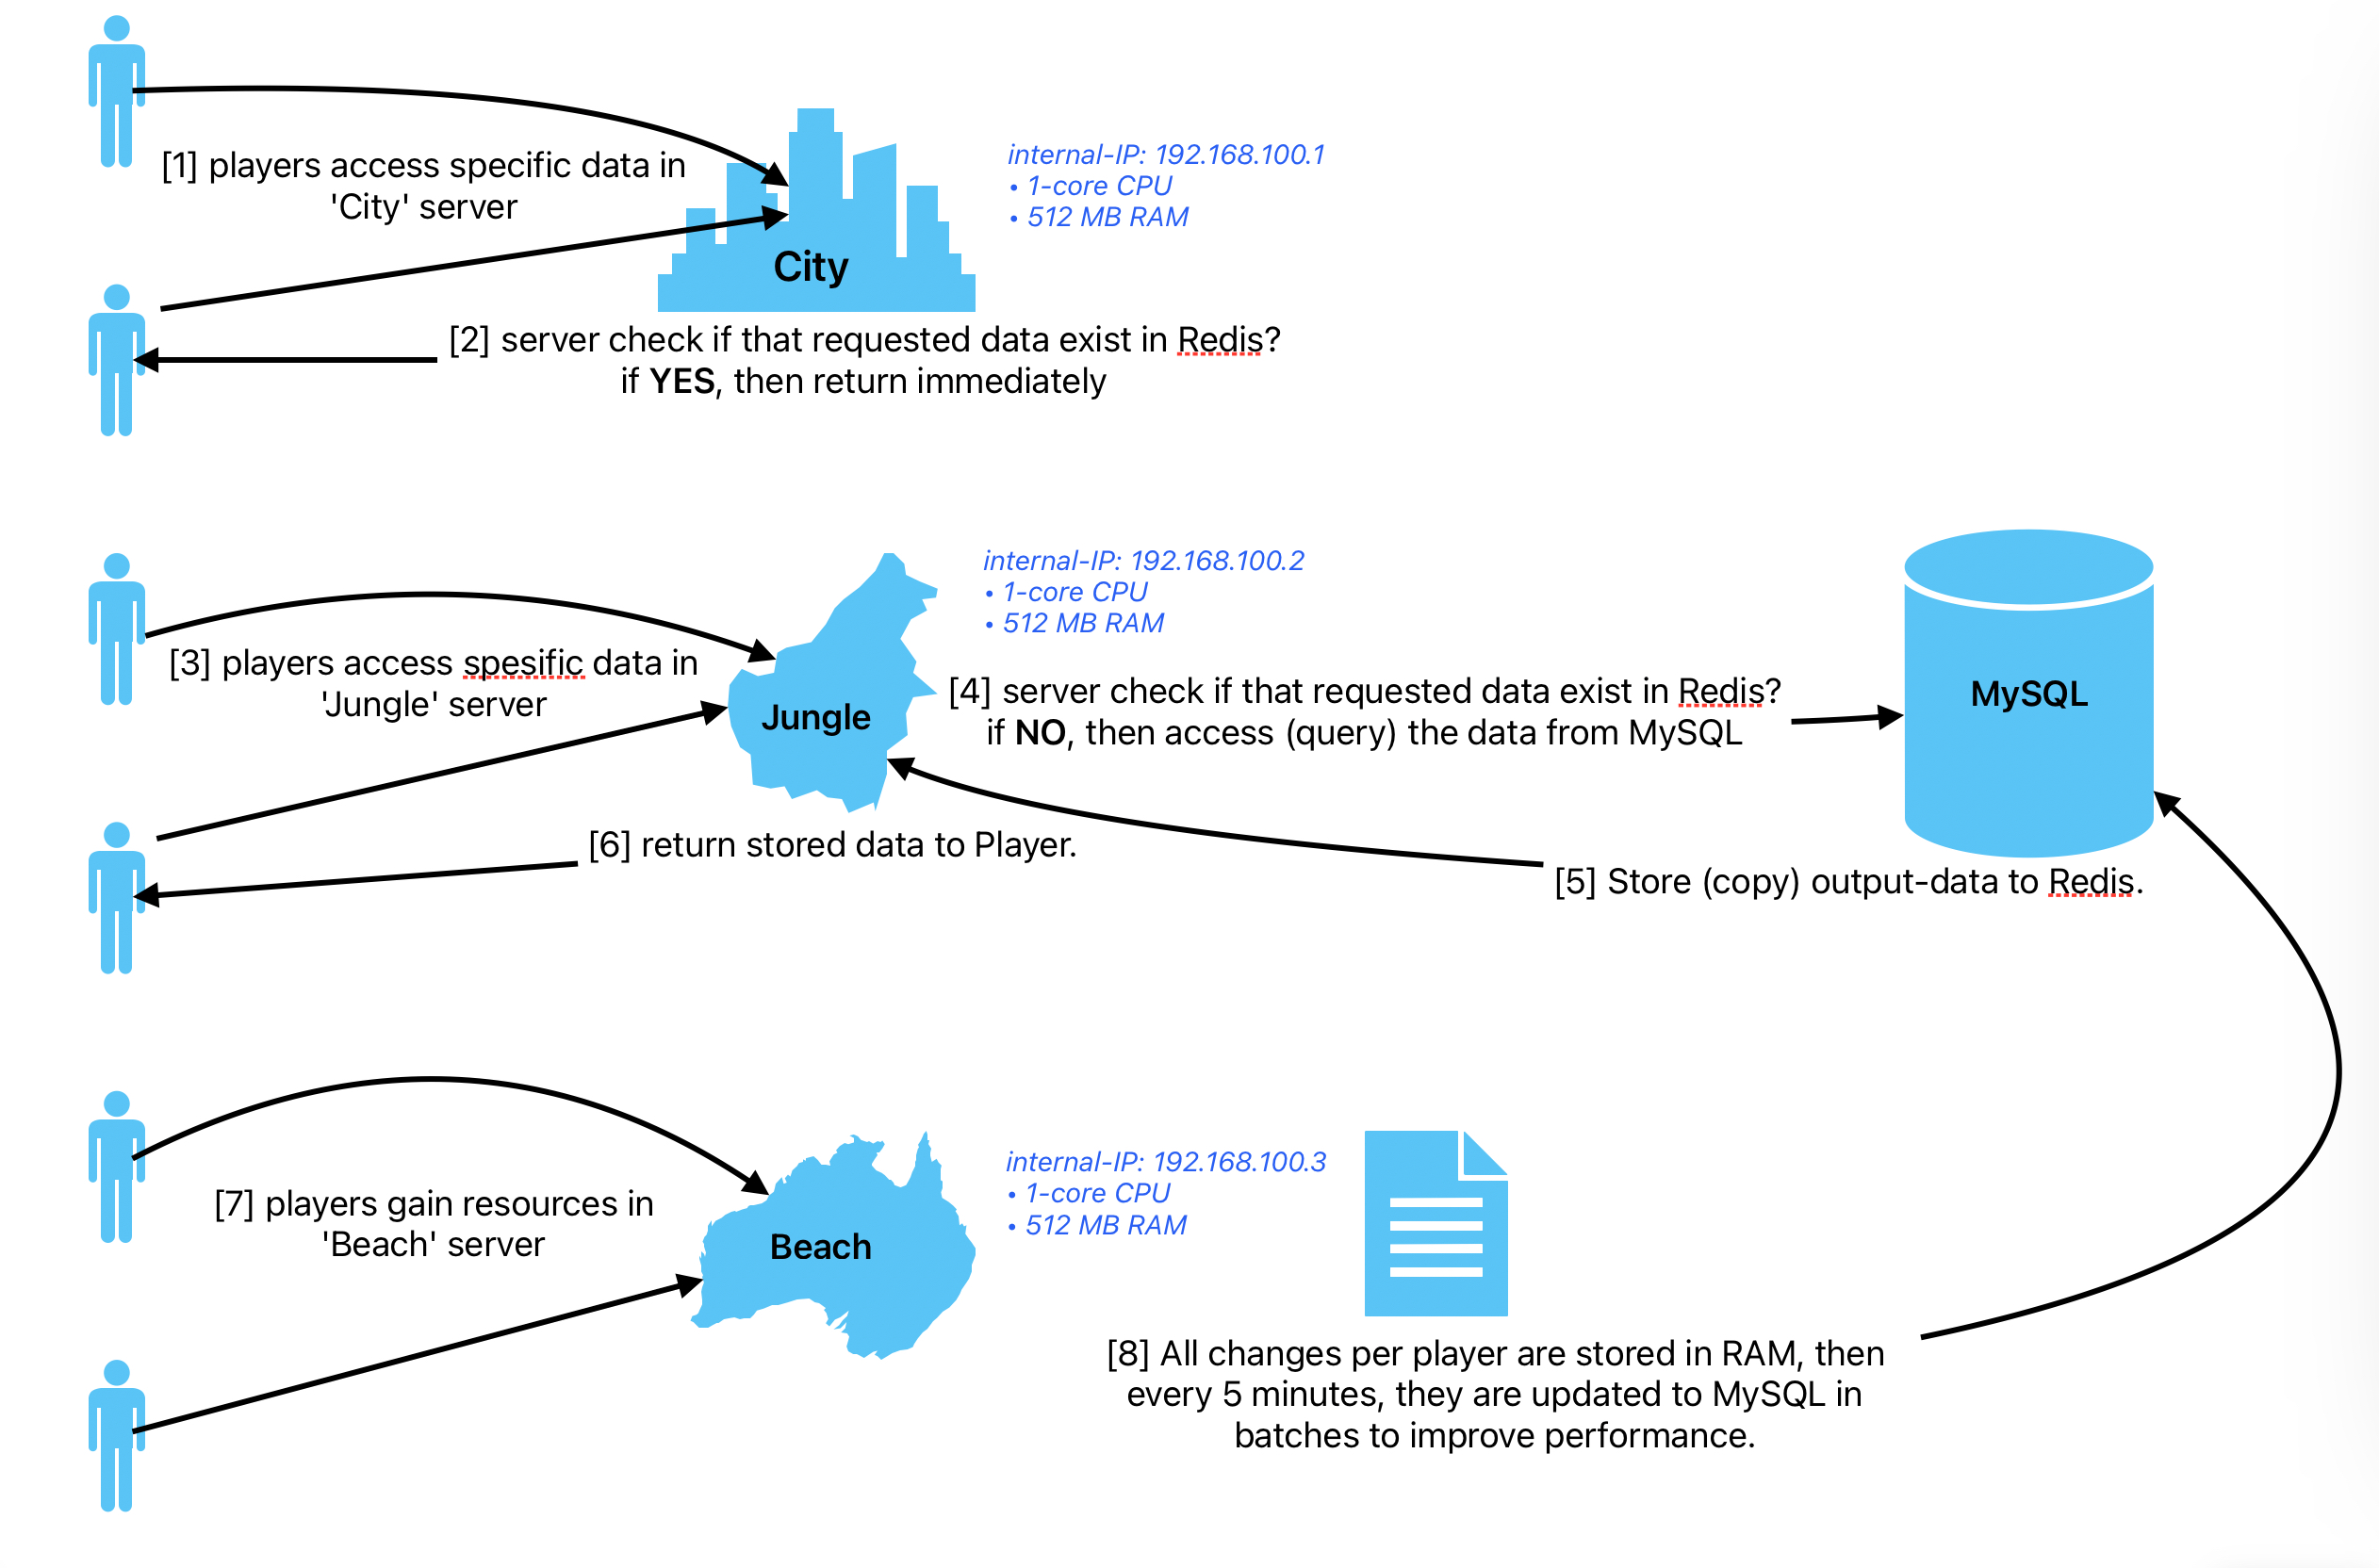 [1] players access specific data in
'City' server
internal-IP: 192.168.100.1
• 1-core CPU
• 512 MB RAM
City
[2] server check if that requested data exist in Redis?
if YES, then return immediately
internal-IP: 192.168.100.2
• 1-core CPU
• 512 MB RAM
[3] players access spesific data in
'Jungle' server
Jungle
[4] server check if that requested data exist in Redis?
if NO, then access (query) the data from MySQL
MySQL
[6] return stored data to Player.
[5] Store (copy) output-data to Redis.
[7] players gain resources in
'Beach' server
Beach
internal-IP: 192.168.100.3
• 1-core CPU
• 512 MB RAM
[8] All changes per player are stored in RAM, then
every 5 minutes, they are updated to MySQL in
batches to improve performance.